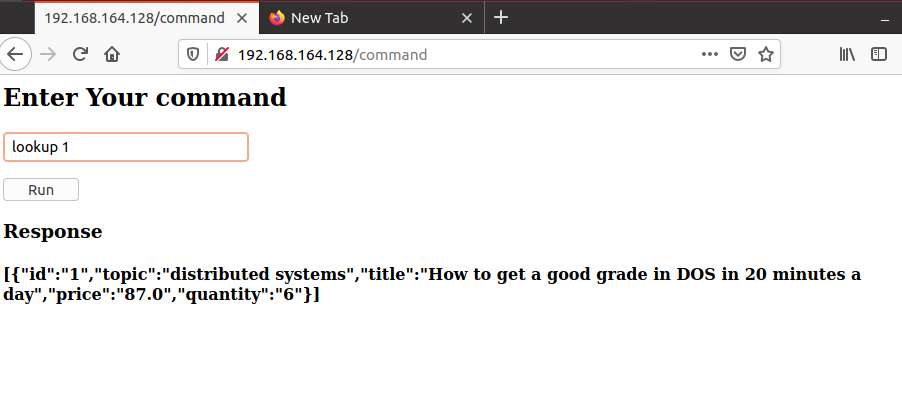 192.168.164.128/command
New Tab
192.168.164.128/command
Enter Your command
lookup 1
Run
Response
[{"id":"1","topic":"distributed systems","title":"How to get a good grade in DOS in 20 minutes a
day","price":"87.0","quantity":"6"}]